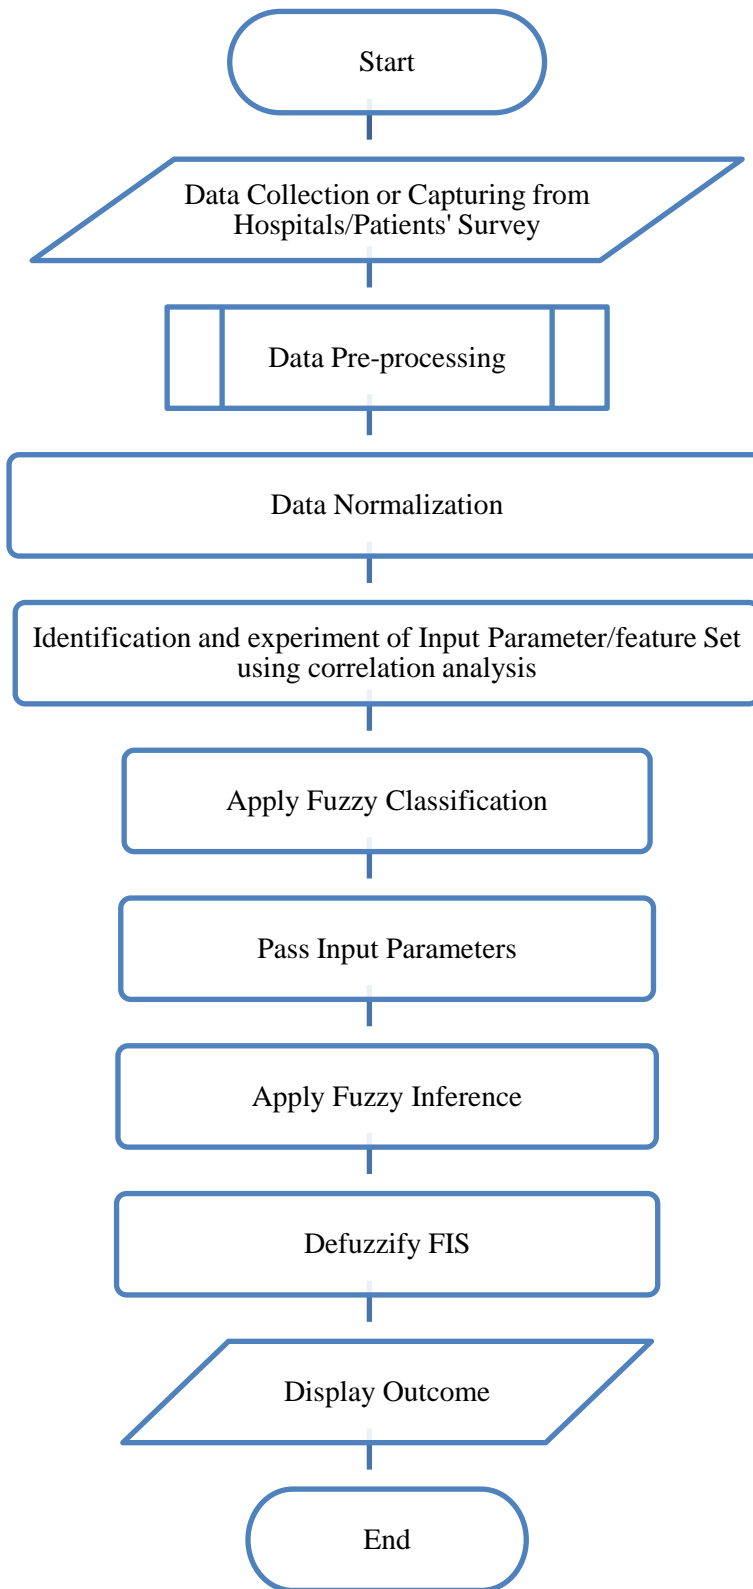 Start
Data Collection or Capturing from
Hospitals/Patients' Survey
Data Pre-processing
Data Normalization
Identification and experiment of Input Parameter/feature Set
using correlation analysis
Apply Fuzzy Classification
Pass Input Parameters
Apply Fuzzy Inference
Defuzzify FIS
Display Outcome
End